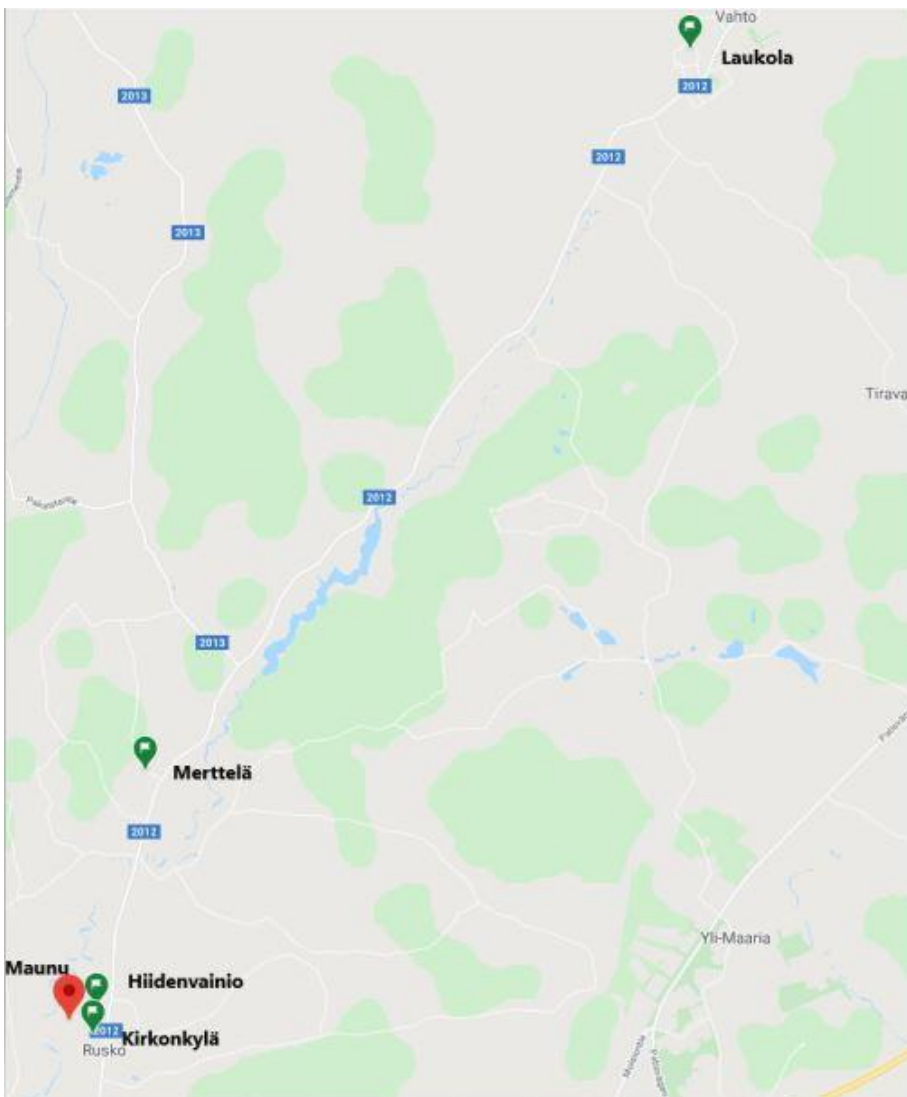 Vahto
Laukola
2013
2012
2012
2013
Tirava
2012
2013
Merttelä
2012
Yli-Maaria
Maunu
Hiidenvainio
2012
Kirkonkylä
Rusko